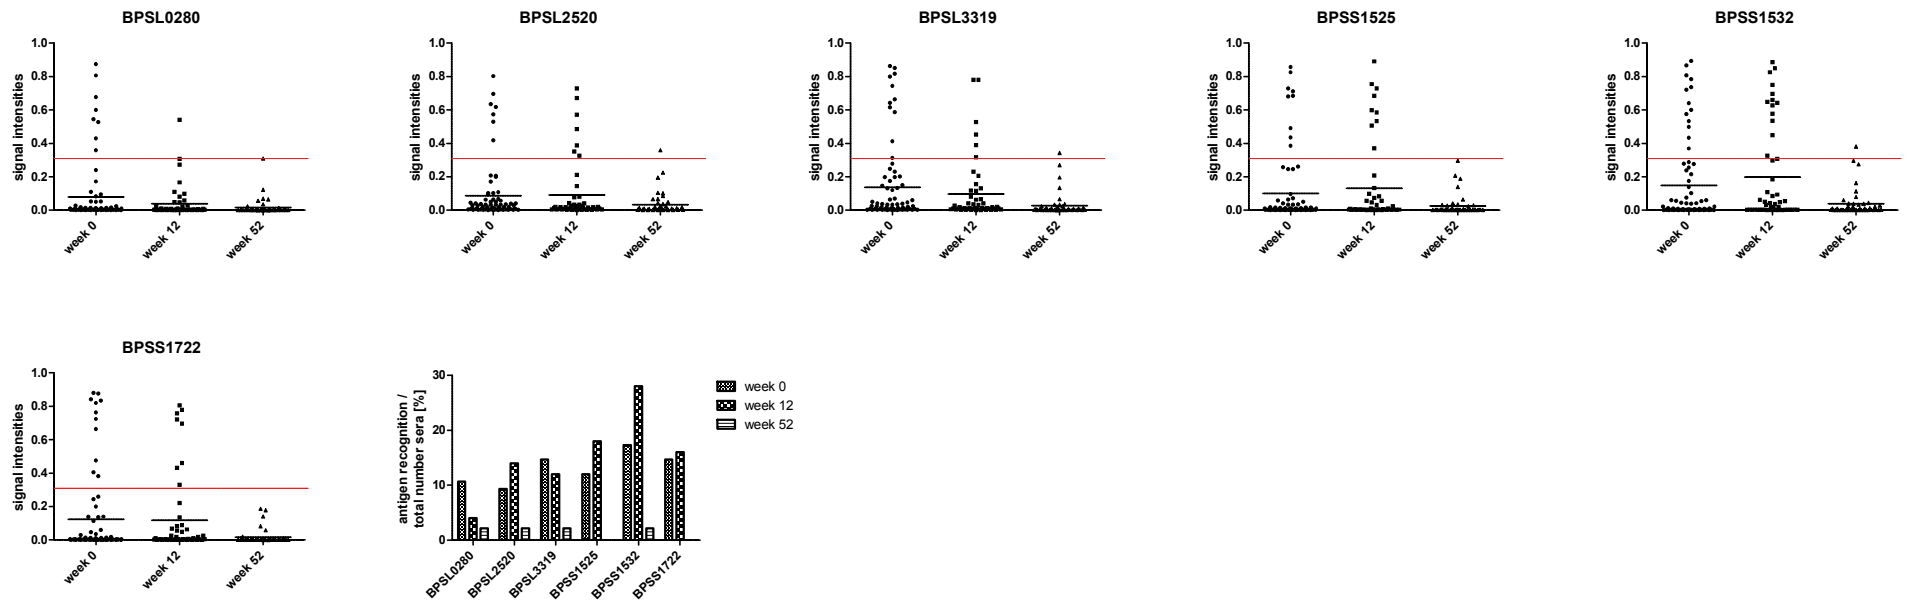 BPSL0280
signal intensities
1.0
0.8
0.6
0.4
0.2
0.0
week 0
week 12
week 52
BPSL2520
signal intensities
1.0
0.8
0.6
0.4
0.2
0.0
week 0
week 12
week 52
BPSL3319
signal intensities
1.0
0.8
0.6
0.4
0.2
0.0
week 0
week 12
week 52
BPSS1525
signal intensities
1.0
0.8
0.6
0.4
0.2
0.0
week 0
week 12
week 52
BPSS1532
signal intensities
1.0
0.8
0.6
0.4
0.2
0.0
week 0
week 12
week 52
BPSS1722
signal intensities
1.0
0.8
0.6
0.4
0.2
0.0
week 0
week 12
week 52
antigen recognition /
total number sera [%]
30
20
10
0
BPSL0280
BPSL2520
BPSL3319
BPSS1525
BPSS1532
BPSS1722
week 0
week 12
week 52